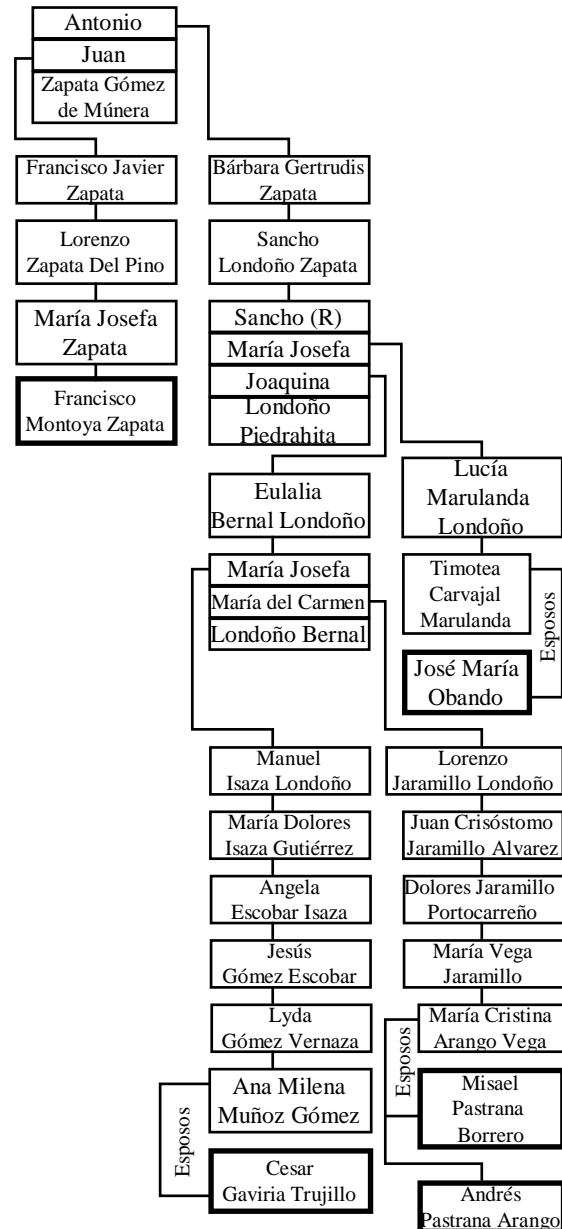 Antonio
Juan
Zapata Gómez
de Múnera
Francisco Javier
Zapata
Bárbara Gertrudis
Zapata
Lorenzo
Zapata Del Pino
Sancho
Londoño Zapata
María Josefa
Zapata
Sancho (R)
María Josefa
Joaquina
Londoño
Piedrahita
Francisco
Montoya Zapata
Eulalia
Bernal Londoño
Lucía
Marulanda
Londoño
María Josefa
María del Carmen
Londoño Bernal
Timotea
Carvajal
Marulanda
Esposos
José María
Obando
Manuel
Isaza Londoño
Lorenzo
Jaramillo Londoño
María Dolores
Isaza Gutiérrez
Juan Crisóstomo
Jaramillo Alvarez
Angela
Escobar Isaza
Dolores Jaramillo
Portocarreño
Jesús
Gómez Escobar
María Vega
Jaramillo
Lyda
Gómez Vernaza
María Cristina
Arango Vega
Esposos
Ana Milena
Muñoz Gómez
Misael
Pastrana
Borrero
Esposos
Cesar
Gaviria Trujillo
Andrés
Pastrana Arango